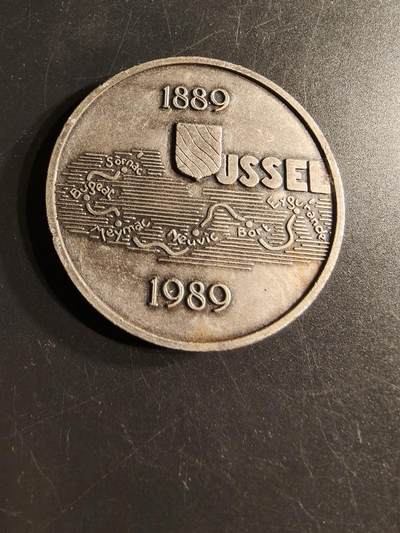 1889
USSEL
Sornac
Bugeat
Eygurande
Meymac
Neuvic
Bort
1989